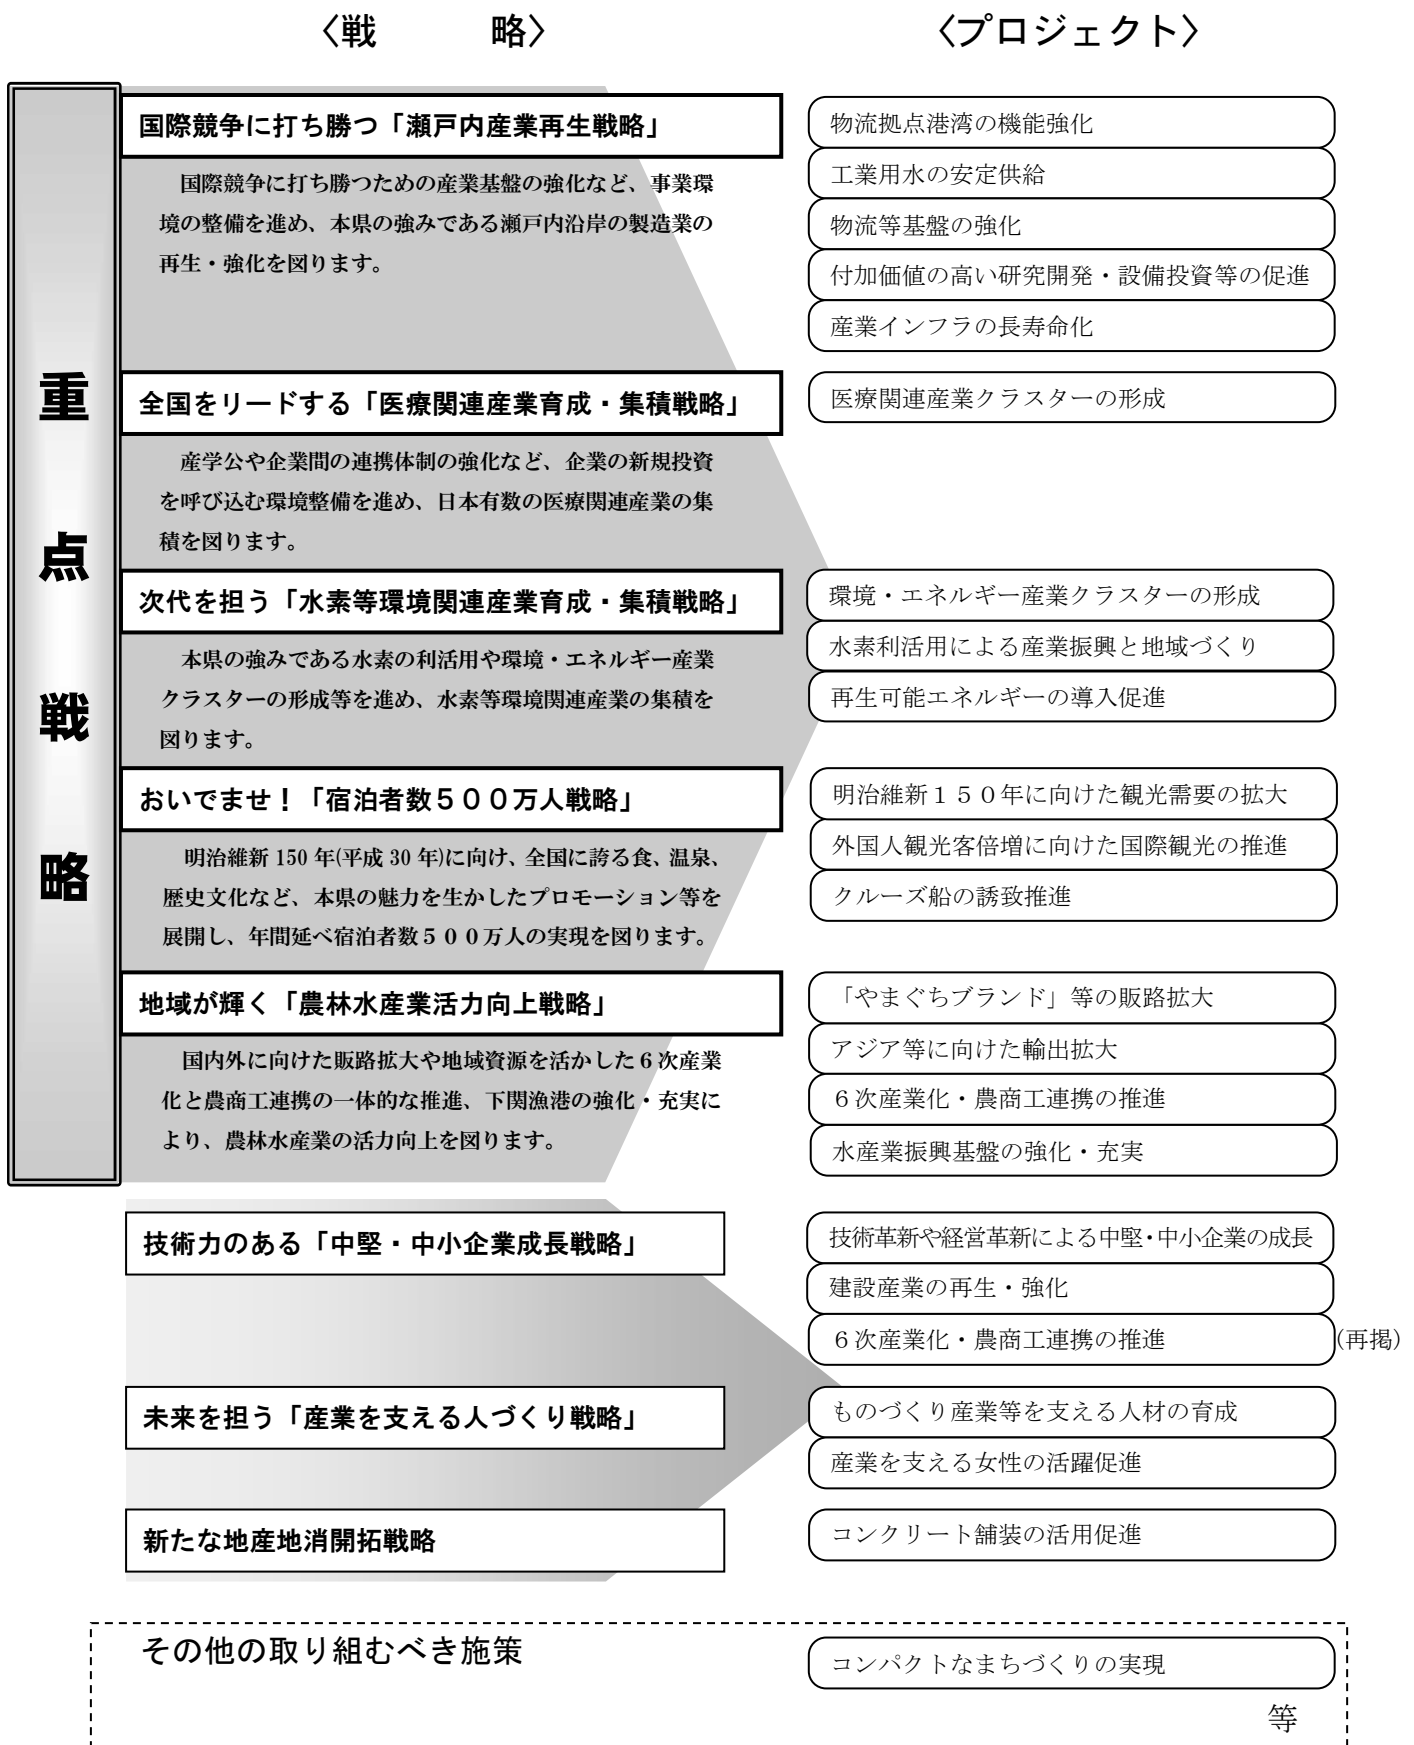 〈戦　　略〉
〈プロジェクト〉
重点戦略
国際競争に打ち勝つ「瀬戸内産業再生戦略」
国際競争に打ち勝つための産業基盤の強化など、事業環
境の整備を進め、本県の強みである瀬戸内沿岸の製造業の
再生・強化を図ります。
物流拠点港湾の機能強化
工業用水の安定供給
物流等基盤の強化
付加価値の高い研究開発・設備投資等の促進
産業インフラの長寿命化
全国をリードする「医療関連産業育成・集積戦略」
産学公や企業間の連携体制の強化など、企業の新規投資
を呼び込む環境整備を進め、日本有数の医療関連産業の集
積を図ります。
医療関連産業クラスターの形成
次代を担う「水素等環境関連産業育成・集積戦略」
本県の強みである水素の利活用や環境・エネルギー産業
クラスターの形成等を進め、水素等環境関連産業の集積を
図ります。
環境・エネルギー産業クラスターの形成
水素利活用による産業振興と地域づくり
再生可能エネルギーの導入促進
おいでませ！「宿泊者数５００万人戦略」
明治維新 150 年(平成 30 年)に向け、全国に誇る食、温泉、
歴史文化など、本県の魅力を生かしたプロモーション等を
展開し、年間延べ宿泊者数５００万人の実現を図ります。
明治維新１５０年に向けた観光需要の拡大
外国人観光客倍増に向けた国際観光の推進
クルーズ船の誘致推進
地域が輝く「農林水産業活力向上戦略」
国内外に向けた販路拡大や地域資源を活かした６次産業
化と農商工連携の一体的な推進、下関漁港の強化・充実に
より、農林水産業の活力向上を図ります。
「やまぐちブランド」等の販路拡大
アジア等に向けた輸出拡大
６次産業化・農商工連携の推進
水産業振興基盤の強化・充実
技術力のある「中堅・中小企業成長戦略」
技術革新や経営革新による中堅・中小企業の成長
建設産業の再生・強化
６次産業化・農商工連携の推進
(再掲)
未来を担う「産業を支える人づくり戦略」
ものづくり産業等を支える人材の育成
産業を支える女性の活躍促進
新たな地産地消開拓戦略
コンクリート舗装の活用促進
その他の取り組むべき施策
コンパクトなまちづくりの実現
等